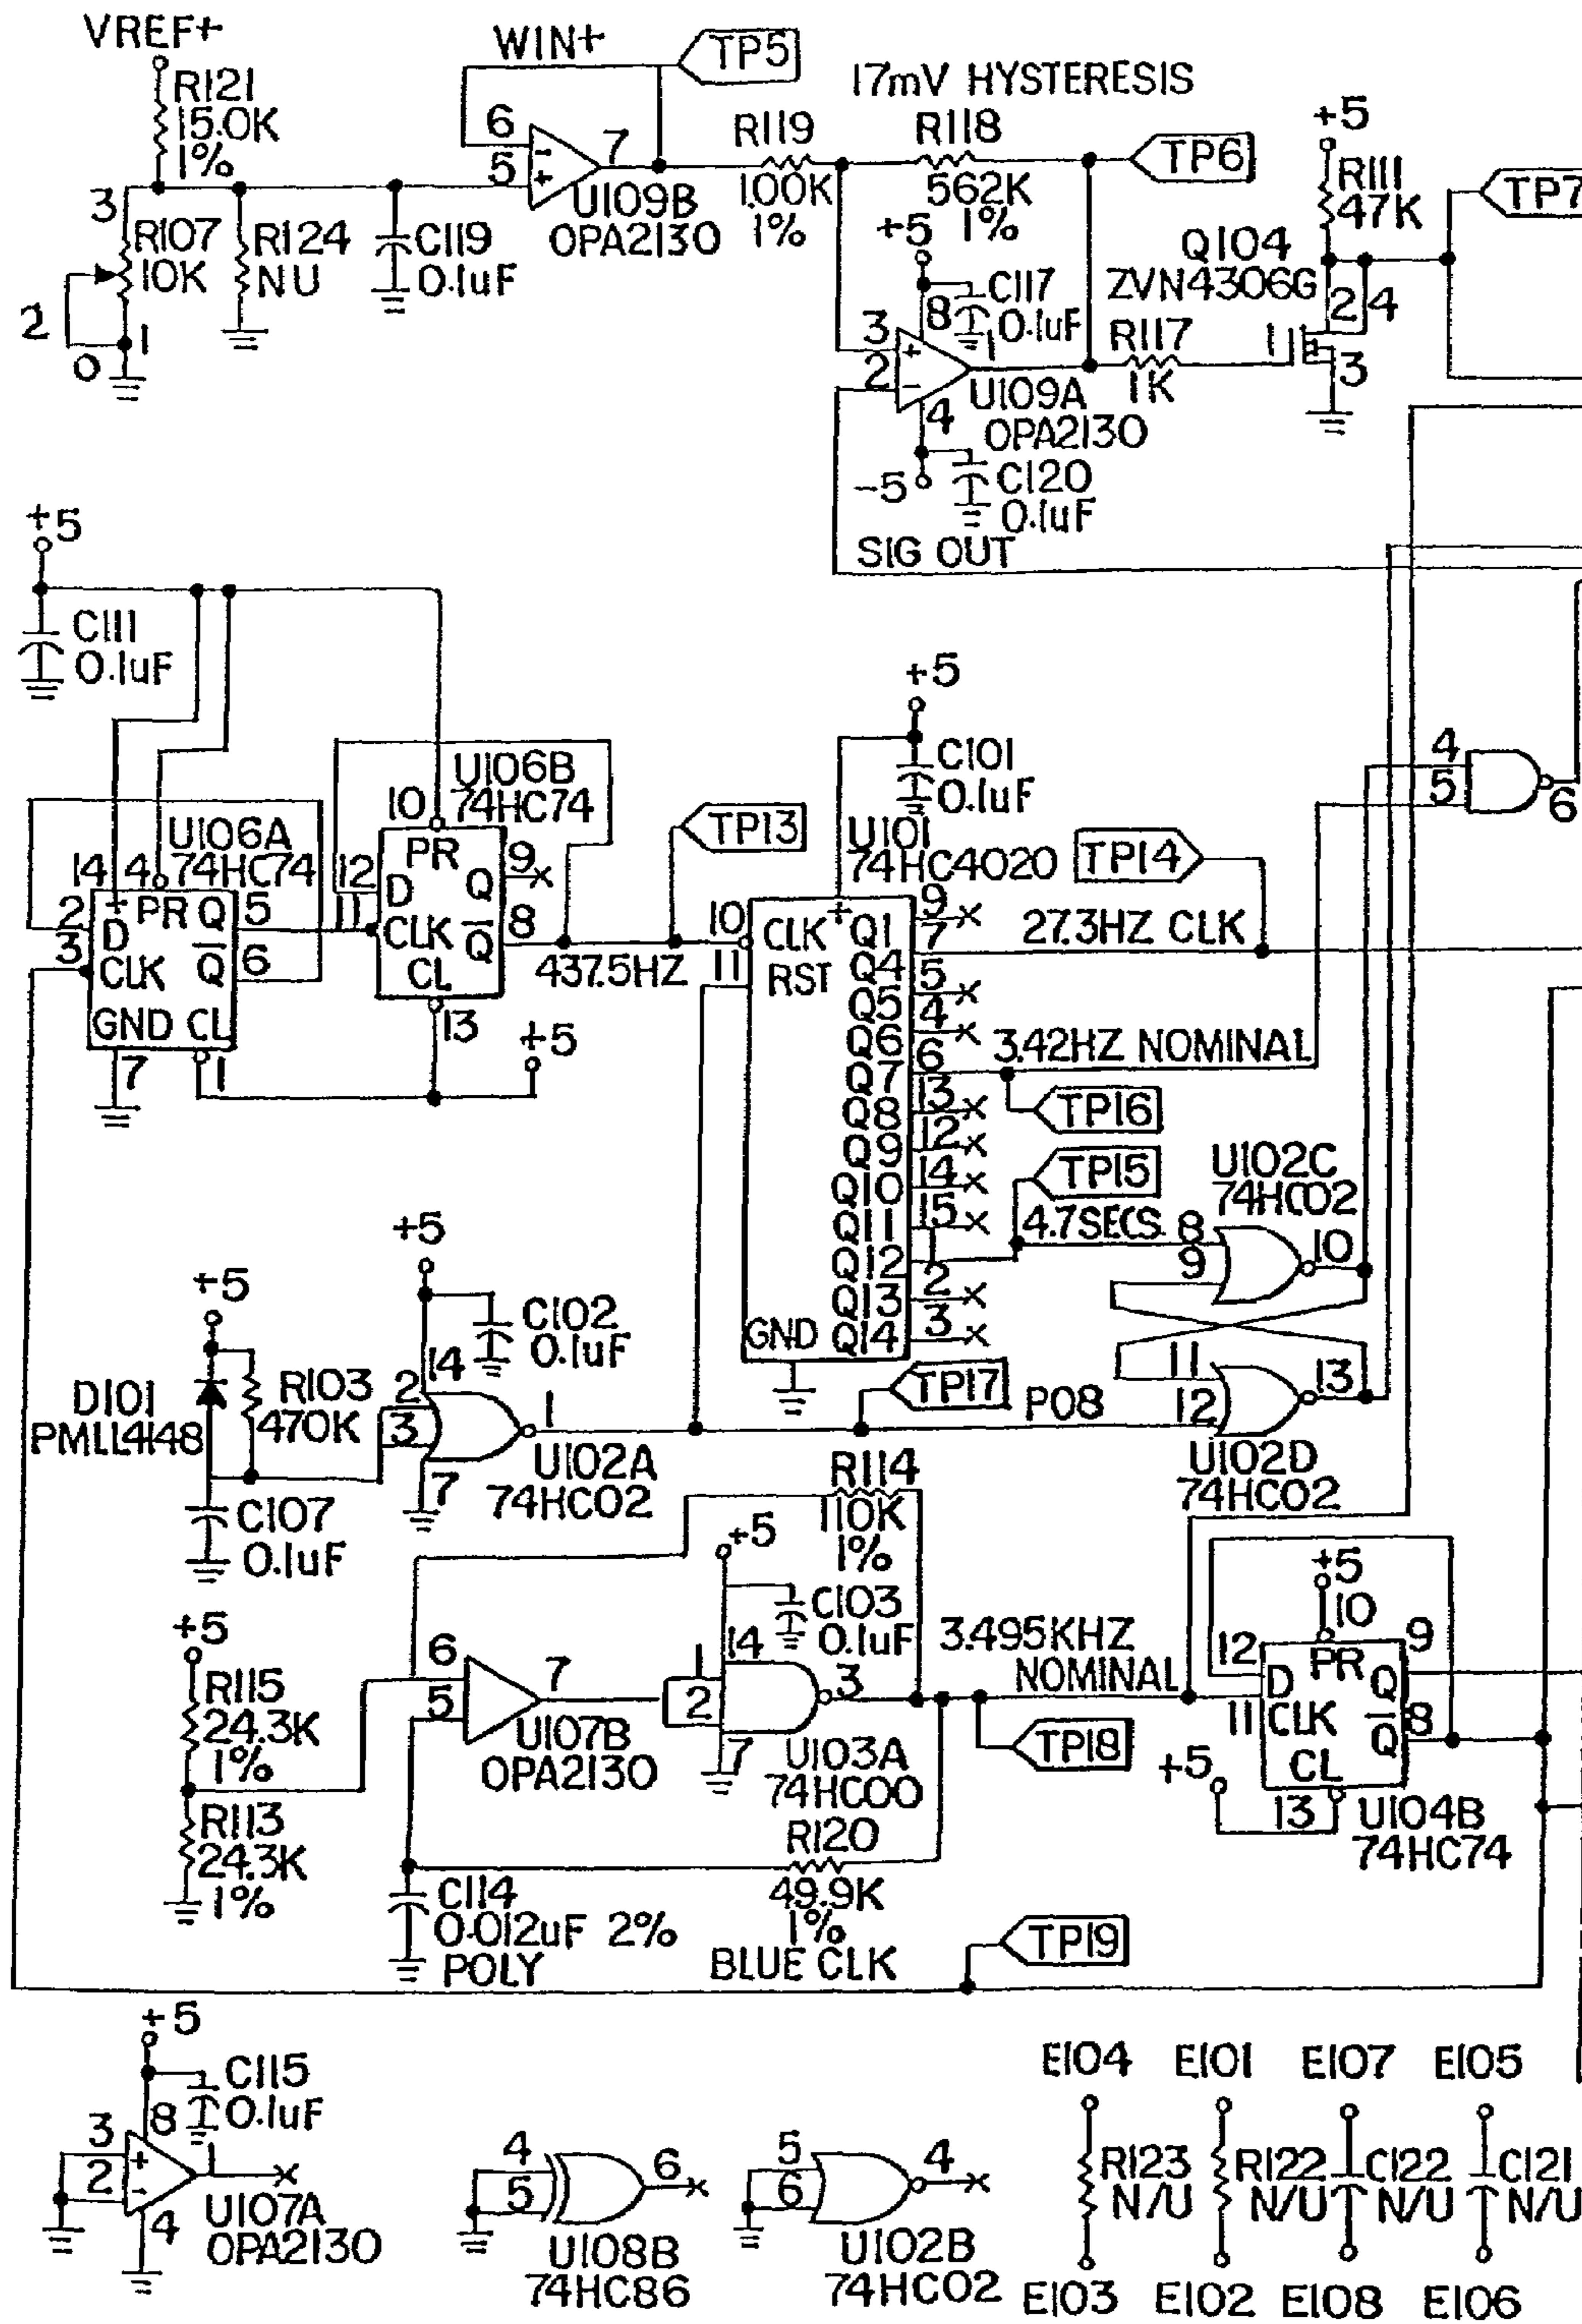 VREF+
R121
15.0K
1%
3
R107
10K
2
0
1
R124
NU
C119
0.1uF
WIN+
TP5
6
5
-
+
7
U109B
OPA2130
R119
1.00K
1%
17mV HYSTERESIS
R118
562K
1%
TP6
+5
8
C117
0.1uF
3
2
+
-
1
4
U109A
OPA2130
-5
C120
0.1uF
SIG OUT
R117
1K
+5
R111
47K
Q104
ZVN4306G
1
2
4
3
TP7
+5
C111
0.1uF
U106A
74HC74
14
4
2
3
+
PR
Q
5
D
CLK
Q
6
GND
CL
7
1
U106B
74HC74
10
12
11
PR
D
Q
9
CLK
Q
8
CL
13
+5
437.5HZ
TP13
+5
C101
0.1uF
U101
74HC4020
10
11
CLK
RST
+
Q1
9
Q4
7
Q5
5
Q6
4
Q7
6
Q8
13
Q9
12
Q10
14
Q11
15
Q12
1
Q13
2
Q14
3
GND
TP14
27.3HZ CLK
3.42HZ NOMINAL
TP16
TP15
4.7SECS.
4
5
6
U102C
74HC02
8
9
10
11
12
13
U102D
74HC02
+5
D101
PMLL4148
R103
470K
C107
0.1uF
+5
C102
0.1uF
14
2
3
1
7
U102A
74HC02
TP17
P08
R114
110K
1%
+5
C103
0.1uF
14
1
2
3
7
U103A
74HC00
+5
R115
24.3K
1%
R113
24.3K
1%
6
5
7
U107B
OPA2130
3.495KHZ
NOMINAL
TP18
R120
49.9K
1%
C114
0.012uF 2%
POLY
BLUE CLK
TP19
+5
10
12
11
D
PR
Q
9
CLK
Q
8
CL
+5
13
U104B
74HC74
+5
C115
0.1uF
8
3
2
+
-
1
4
U107A
OPA2130
4
5
6
U108B
74HC86
5
6
4
U102B
74HC02
E104
E101
E107
E105
R123
N/U
R122
N/U
C122
N/U
C121
N/U
E103
E102
E108
E106